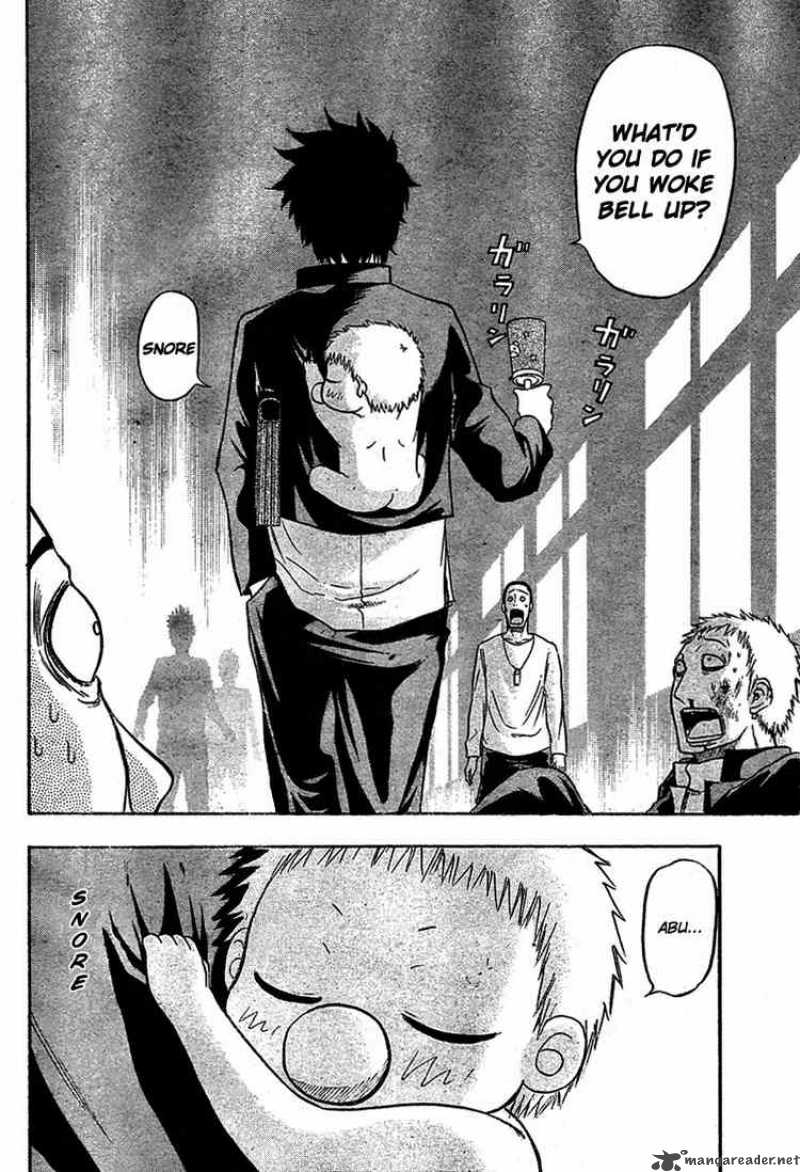 WHAT'D
YOU DO IF
YOU WOKE
BELL UP?
ガラリン
ガラリン
SNORE
ABU...
SNORE
mangareader.net